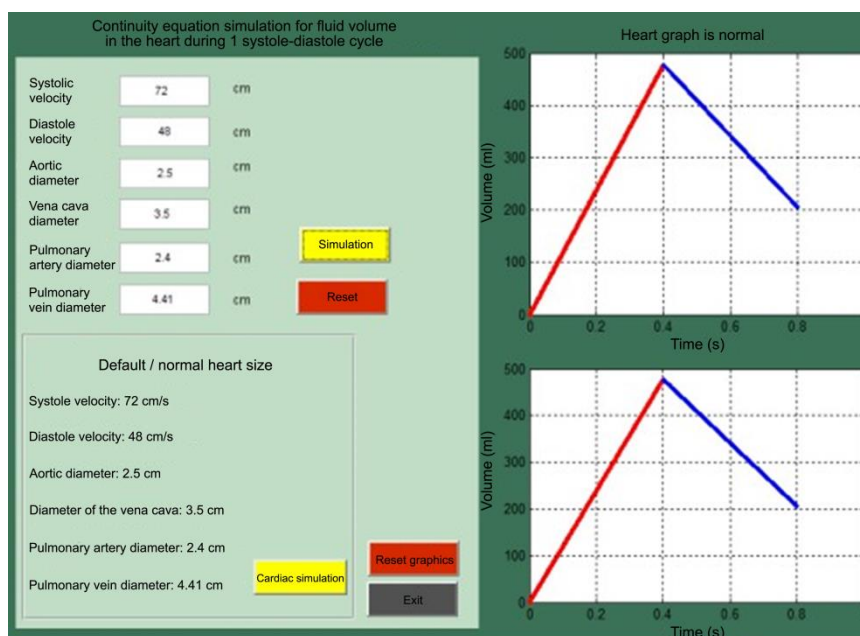 Continuity equation simulation for fluid volume
in the heart during 1 systole-diastole cycle
Systolic
velocity
72
cm
Diastole
velocity
48
cm
Aortic
diameter
2.5
cm
Vena cava
diameter
3.5
cm
Pulmonary
artery diameter
2.4
cm
Pulmonary
vein diameter
4.41
cm
Simulation
Reset
Default / normal heart size
Systole velocity: 72 cm/s
Diastole velocity: 48 cm/s
Aortic diameter: 2.5 cm
Diameter of the vena cava: 3.5 cm
Pulmonary artery diameter: 2.4 cm
Pulmonary vein diameter: 4.41 cm
Cardiac simulation
Reset graphics
Exit
Heart graph is normal
Volume (ml)
500
400
300
200
100
0
0 0.2 0.4 0.6 0.8
Time (s)
Volume (ml)
500
400
300
200
100
0
0 0.2 0.4 0.6 0.8
Time (s)